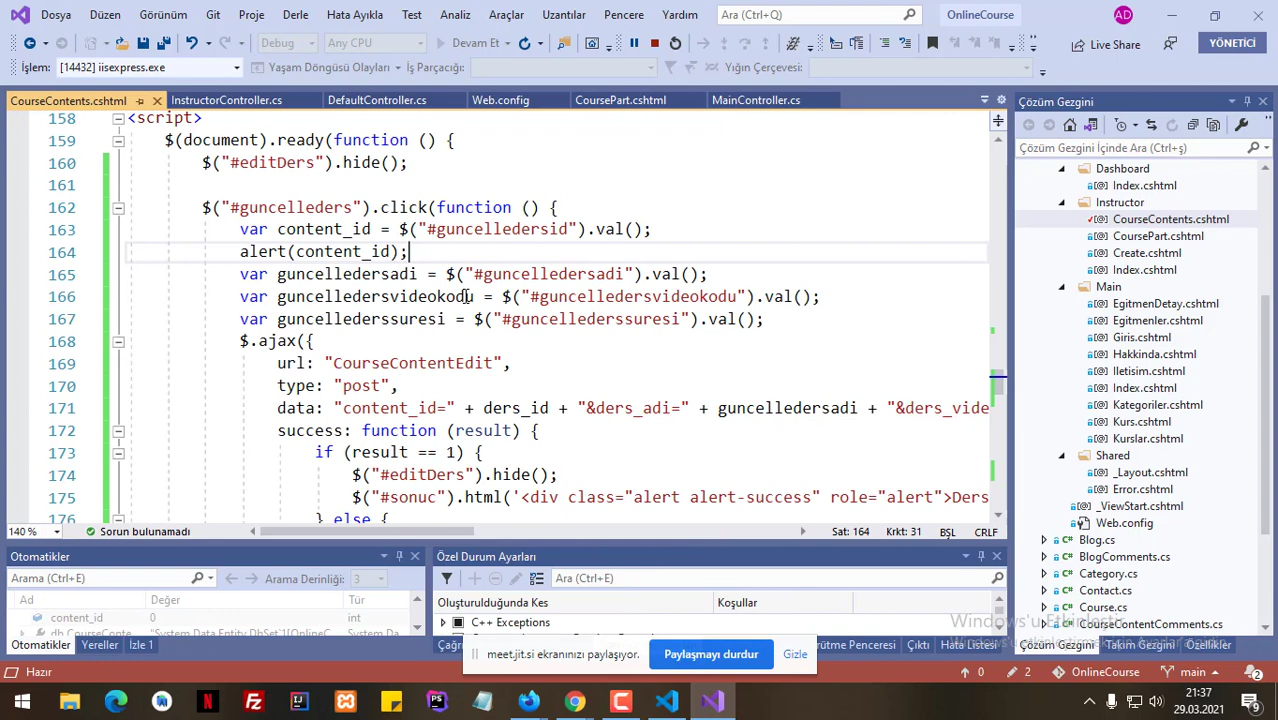 Dosya Düzen Görünüm Git Proje Derle Hata Ayıkla Test Analiz Araçlar Uzantılar Pencere Yardım Ara (Ctrl+Q) OnlineCourse AD
Debug Any CPU Devam Et Live Share YÖNETİCİ
İşlem: [14432] iisexpress.exe Yaşam Döngüsü Olayları İş Parçacığı: Yığın Çerçevesi:
CourseContents.cshtml InstructorController.cs DefaultController.cs Web.config CoursePart.cshtml MainController.cs
158 <script>
159 $(document).ready(function () {
160 $("#editDers").hide();
161
162 $("#guncelleders").click(function () {
163 var content_id = $("#guncelledersid").val();
164 alert(content_id);
165 var guncelledersadi = $("#guncelledersadi").val();
166 var guncelledersvideokodu = $("#guncelledersvideokodu").val();
167 var guncelledersuresi = $("#guncellederssuresi").val();
168 $.ajax({
169 url: "CourseContentEdit",
170 type: "post",
171 data: "content_id=" + ders_id + "&ders_adi=" + guncelledersadi + "&ders_vide
172 success: function (result) {
173 if (result == 1) {
174 $("#editDers").hide();
175 $("#sonuc").html('<div class="alert alert-success" role="alert">Ders
176 } else {
140 % Sorun bulunamadı Sat: 164 Krkt: 31 BŞL CRLF
Çözüm Gezgini
Çözüm Gezgini İçinde Ara (Ctrl+ş)
Dashboard
Index.cshtml
Instructor
CourseContents.cshtml
CoursePart.cshtml
Create.cshtml
Index.cshtml
Main
EgitmenDetay.cshtml
Egitmenler.cshtml
Giris.cshtml
Hakkinda.cshtml
Iletisim.cshtml
Index.cshtml
Kategoriler.cshtml
Kurs.cshtml
Kurslar.cshtml
Shared
_Layout.cshtml
Error.cshtml
_ViewStart.cshtml
Web.config
Blog.cs
BlogComments.cs
Category.cs
Contact.cs
Course.cs
CourseContentComments.cs
Çözüm Gezgini Takım Gezgini Özellikler
Otomatikler
Arama (Ctrl+E) Arama Derinliği: 3
Ad Değer Tür
content_id 0 int
Otomatikler Yereller İzle 1
Özel Durum Ayarları
Ara (Ctrl+E)
Oluşturulduğunda Kes Koşullar
C++ Exceptions
Çıktı Hata Listesi
Windows'u Etkinleştir
meet.jit.si ekranınızı paylaşıyor. Paylaşmayı durdur Gizle
Hazır 0 2 OnlineCourse main
21:37
29.03.2021